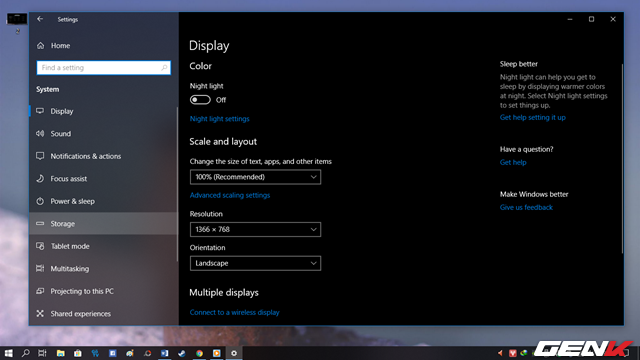 Settings
Home
Find a setting
System
Display
Sound
Notifications & actions
Focus assist
Power & sleep
Storage
Tablet mode
Multitasking
Projecting to this PC
Shared experiences
Display
Color
Night light
Off
Night light settings
Scale and layout
Change the size of text, apps, and other items
100% (Recommended)
Advanced scaling settings
Resolution
1366 × 768
Orientation
Landscape
Multiple displays
Connect to a wireless display
Sleep better
Night light can help you get to
sleep by displaying warmer colors
at night. Select Night light settings
to set things up.
Get help setting it up
Have a question?
Get help
Make Windows better
Give us feedback
GENK